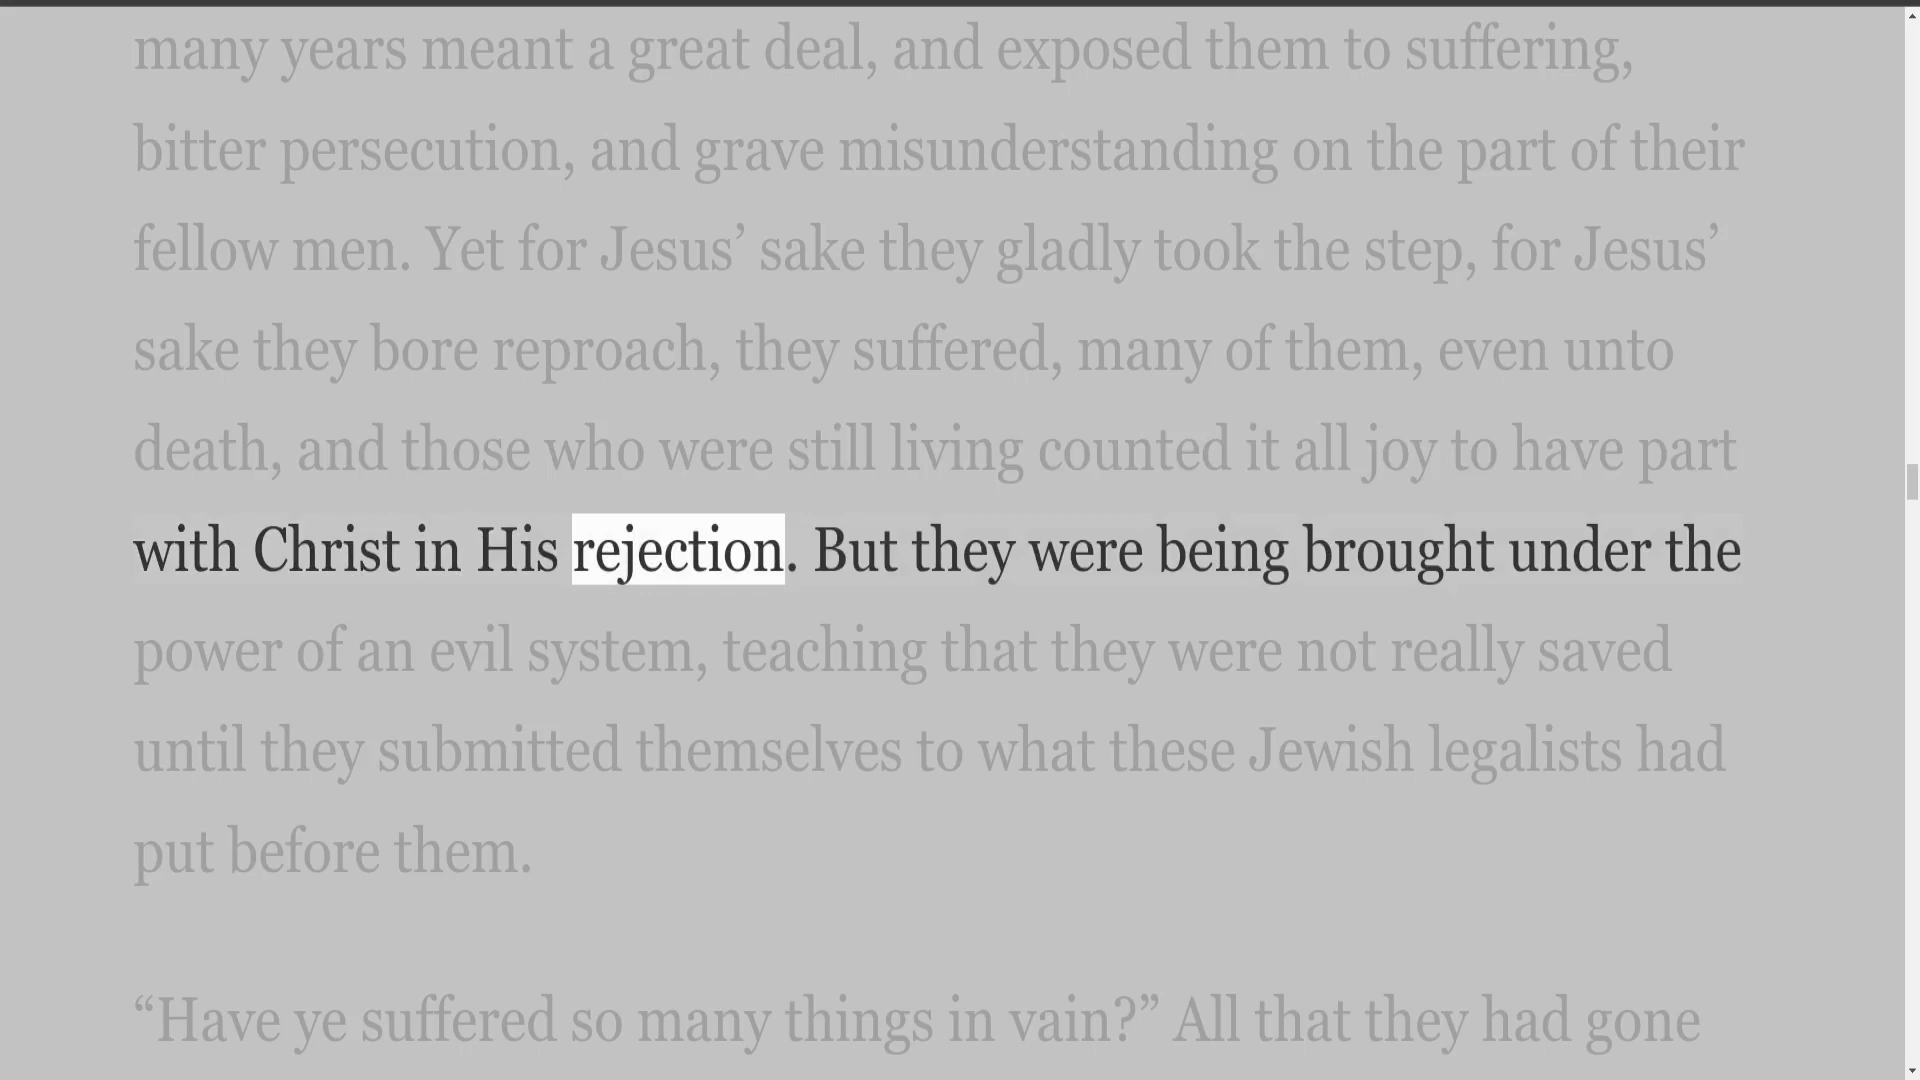 many years meant a great deal, and exposed them to suffering,
bitter persecution, and grave misunderstanding on the part of their
fellow men. Yet for Jesus’ sake they gladly took the step, for Jesus’
sake they bore reproach, they suffered, many of them, even unto
death, and those who were still living counted it all joy to have part
with Christ in His rejection. But they were being brought under the
power of an evil system, teaching that they were not really saved
until they submitted themselves to what these Jewish legalists had
put before them.
“Have ye suffered so many things in vain?” All that they had gone